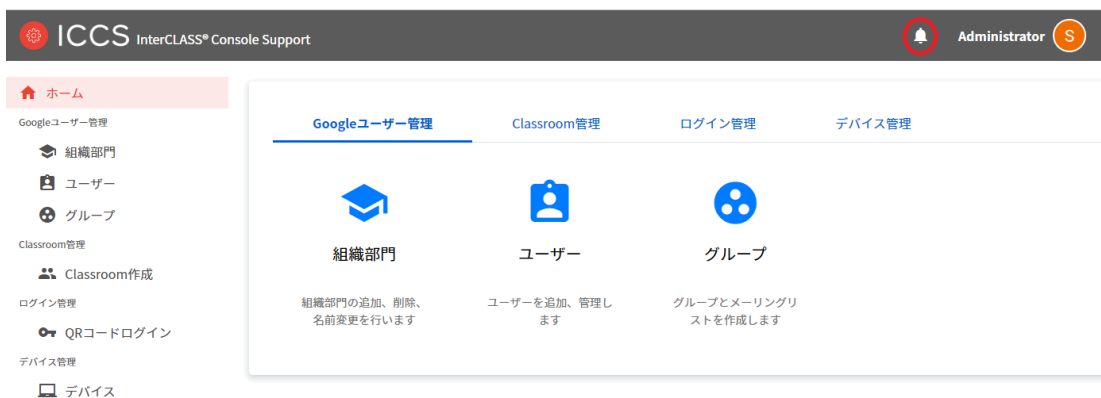 ICCS InterCLASS® Console Support
Administrator
S
ホーム
Googleユーザー管理
組織部門
ユーザー
グループ
Classroom管理
Classroom作成
ログイン管理
QRコードログイン
デバイス管理
デバイス
Googleユーザー管理
Classroom管理
ログイン管理
デバイス管理
組織部門
組織部門の追加、削除、
名前変更を行います
ユーザー
ユーザーを追加、管理し
ます
グループ
グループとメーリングリ
ストを作成します